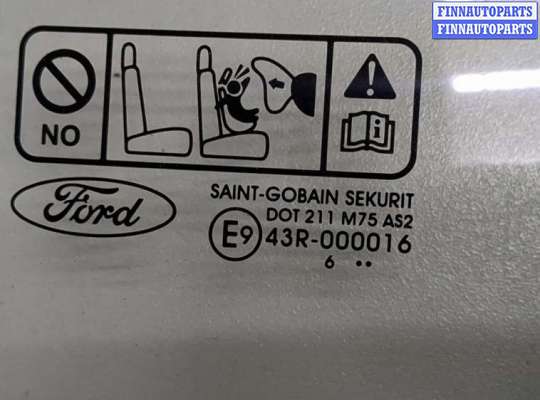 FINNAUTOPARTS
FINNAUTOPARTS
NO
i
Ford
SAINT-GOBAIN SEKURIT
DOT 211 M75 AS2
E9 43R-000016
6 ••